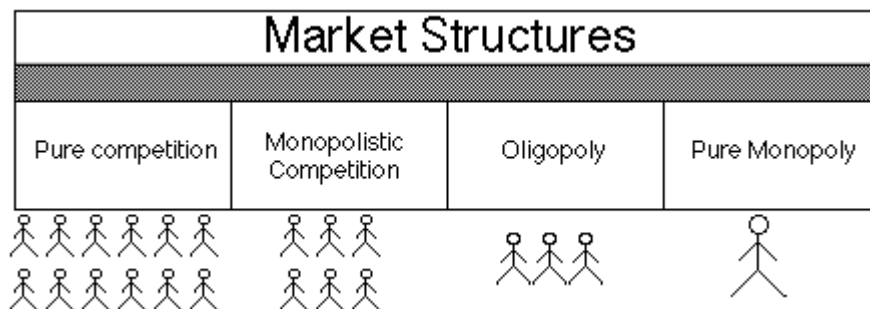 Market Structures
Pure competition
Monopolistic
Competition
Oligopoly
Pure Monopoly